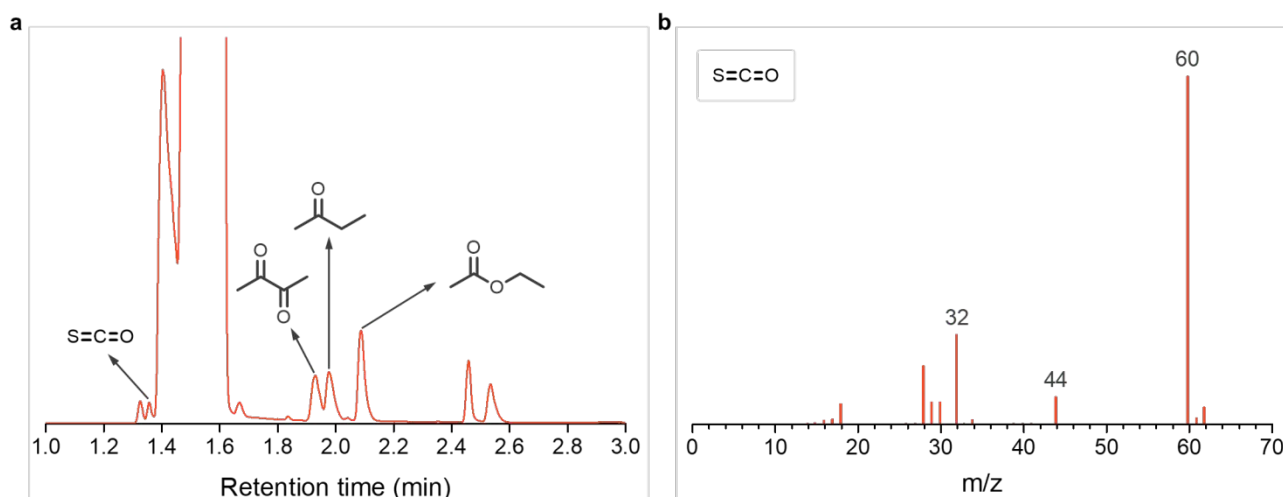 a
O
O
O
O
O
S=C=O
1.0 1.2 1.4 1.6 1.8 2.0 2.2 2.4 2.6 2.8 3.0
Retention time (min)
b
S=C=O
60
32
44
0 10 20 30 40 50 60 70
m/z